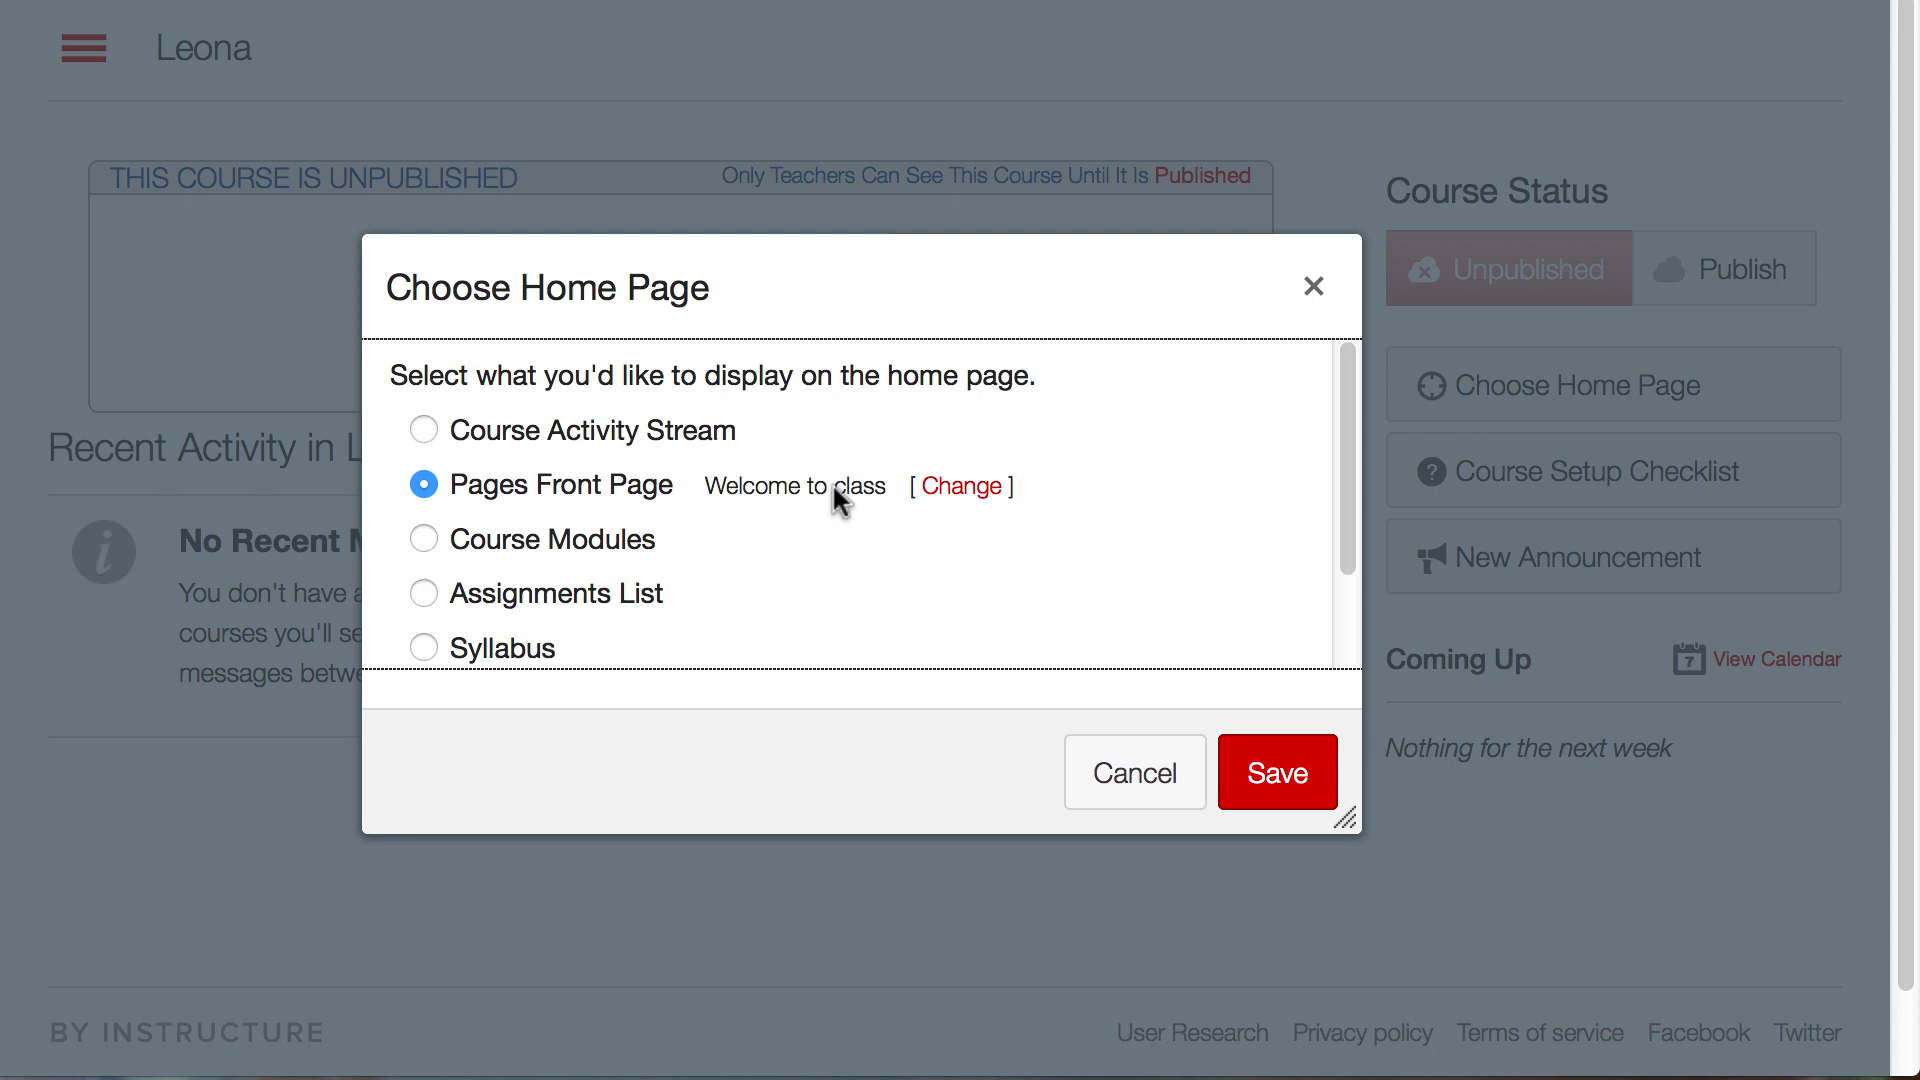 Leona
THIS COURSE IS UNPUBLISHED Only Teachers Can See This Course Until It Is Published
Course Status
Unpublished Publish
Choose Home Page
Course Setup Checklist
New Announcement
Coming Up View Calendar
Nothing for the next week
Recent Activity in L
No Recent M
You don't have a
courses you'll se
messages betwe
Choose Home Page
Select what you'd like to display on the home page.
Course Activity Stream
Pages Front Page Welcome to class [ Change ]
Course Modules
Assignments List
Syllabus
Cancel Save
BY INSTRUCTURE
User Research Privacy policy Terms of service Facebook Twitter